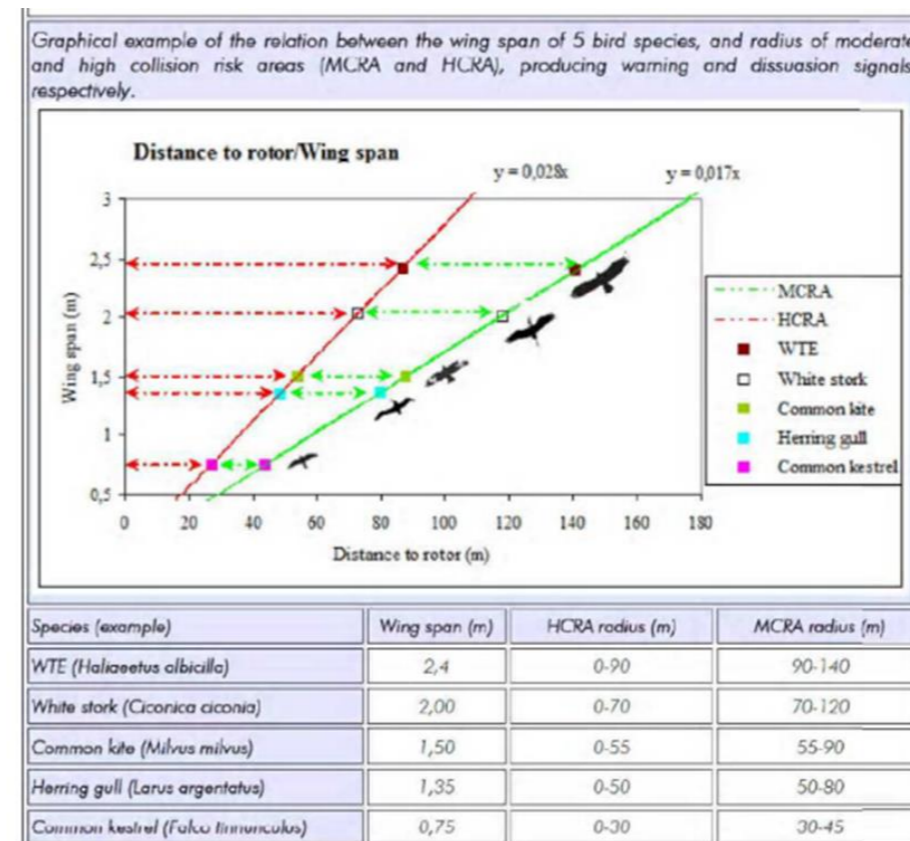 Graphical example of the relation between the wing span of 5 bird species, and radius of moderate
and high collision risk areas (MCRA and HCRA), producing warning and dissuasion signals
respectively.
Distance to rotor/Wing span
y = 0,028x
y = 0,017x
3
2,5
2
1,5
1
0,5
Wing span (m)
0 20 40 60 80 100 120 140 160 180
Distance to rotor (m)
MCRA
HCRA
WTE
White stork
Common kite
Herring gull
Common kestrel
Species (example) Wing span (m) HCRA radius (m) MCRA radius (m)
WTE (Haliaeetus albicilla) 2,4 0-90 90-140
White stork (Ciconica ciconia) 2,00 0-70 70-120
Common kite (Milvus milvus) 1,50 0-55 55-90
Herring gull (Larus argentatus) 1,35 0-50 50-80
Common kestrel (Falco tinnunculus) 0,75 0-30 30-45